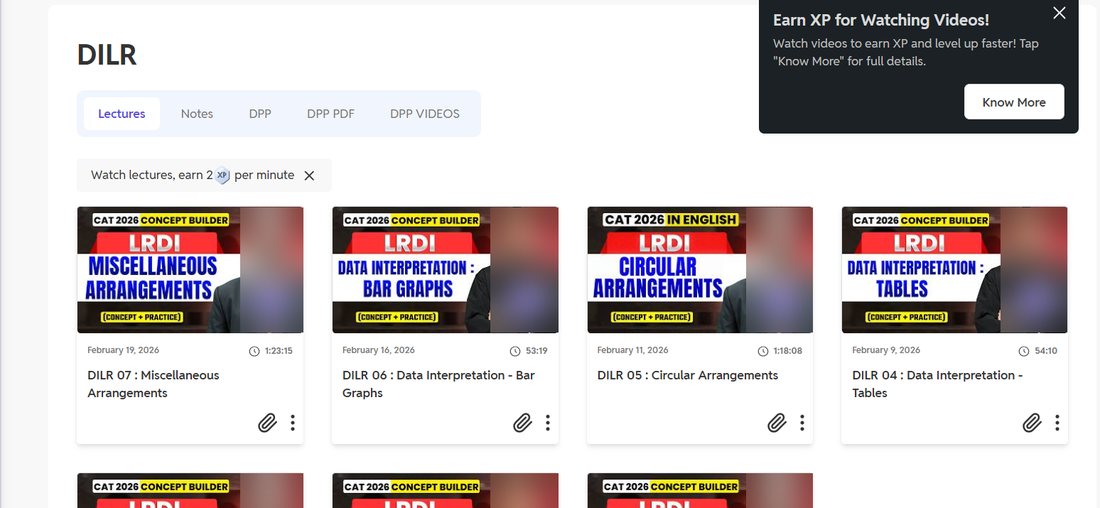 Earn XP for Watching Videos!
Watch videos to earn XP and level up faster! Tap
"Know More" for full details.
Know More
DILR
Lectures
Notes
DPP
DPP PDF
DPP VIDEOS
Watch lectures, earn 2 XP per minute
CAT 2026 CONCEPT BUILDER
LRDI
MISCELLANEOUS
ARRANGEMENTS
(CONCEPT + PRACTICE)
February 19, 2026
1:23:15
DILR 07 : Miscellaneous
Arrangements
CAT 2026 CONCEPT BUILDER
LRDI
DATA INTERPRETATION :
BAR GRAPHS
(CONCEPT + PRACTICE)
February 16, 2026
53:19
DILR 06 : Data Interpretation - Bar
Graphs
CAT 2026 IN ENGLISH
LRDI
CIRCULAR
ARRANGEMENTS
(CONCEPT + PRACTICE)
February 11, 2026
1:18:08
DILR 05 : Circular Arrangements
CAT 2026 CONCEPT BUILDER
LRDI
DATA INTERPRETATION :
TABLES
(CONCEPT + PRACTICE)
February 9, 2026
54:10
DILR 04 : Data Interpretation -
Tables
CAT 2026 CONCEPT BUILDER
LRDI
CAT 2026 CONCEPT BUILDER
LRDI
CAT 2026 CONCEPT BUILDER
LRDI